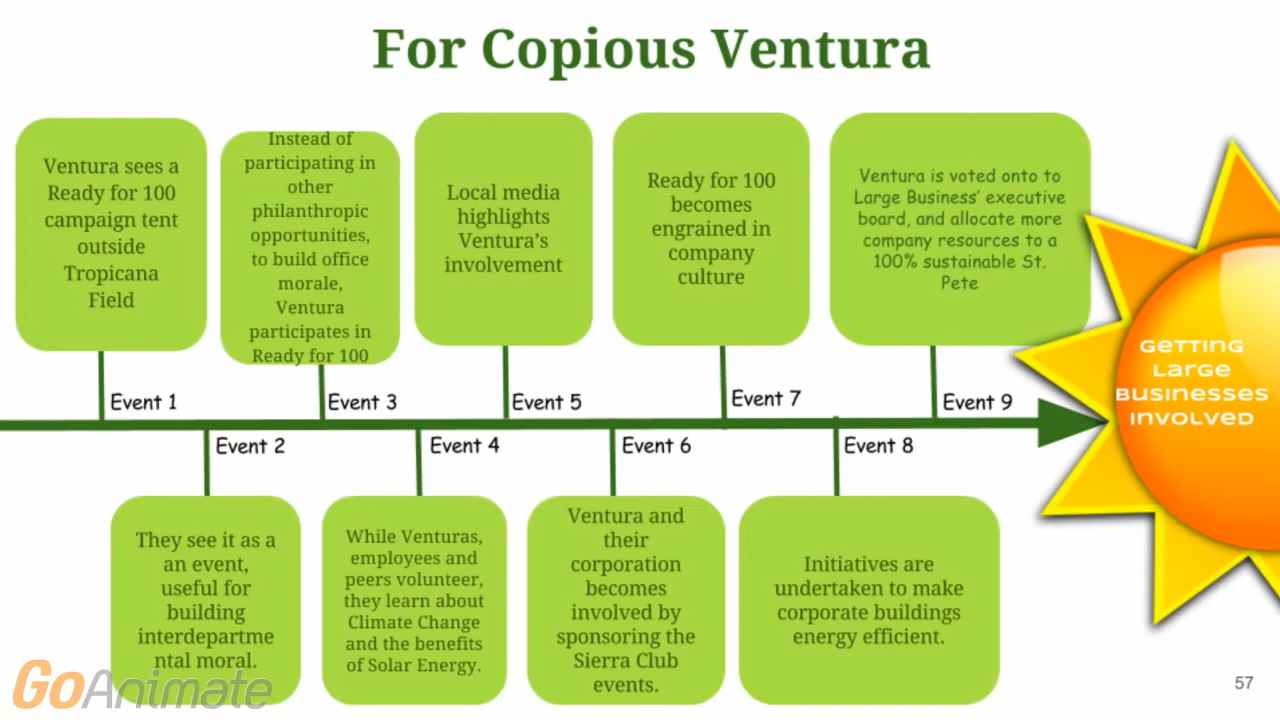 For Copious Ventura
Ventura sees a
Ready for 100
campaign tent
outside
Tropicana
Field
Event 1
They see it as a
an event,
useful for
building
interdepartme
ntal moral.
Event 2
Instead of
participating in
other
philanthropic
opportunities,
to build office
morale,
Ventura
participates in
Ready for 100
Event 3
While Venturas,
employees and
peers volunteer,
they learn about
Climate Change
and the benefits
of Solar Energy.
Event 4
Local media
highlights
Ventura's
involvement
Event 5
Ventura and
their
corporation
becomes
involved by
sponsoring the
Sierra Club
events.
Event 6
Ready for 100
becomes
engrained in
company
culture
Event 7
Initiatives are
undertaken to make
corporate buildings
energy efficient.
Event 8
Ventura is voted onto to
Large Business' executive
board, and allocate more
company resources to a
100% sustainable St.
Pete
Event 9
GETTING
LARGE
BUSINESSES
INVOLVED
GoAnimate
57